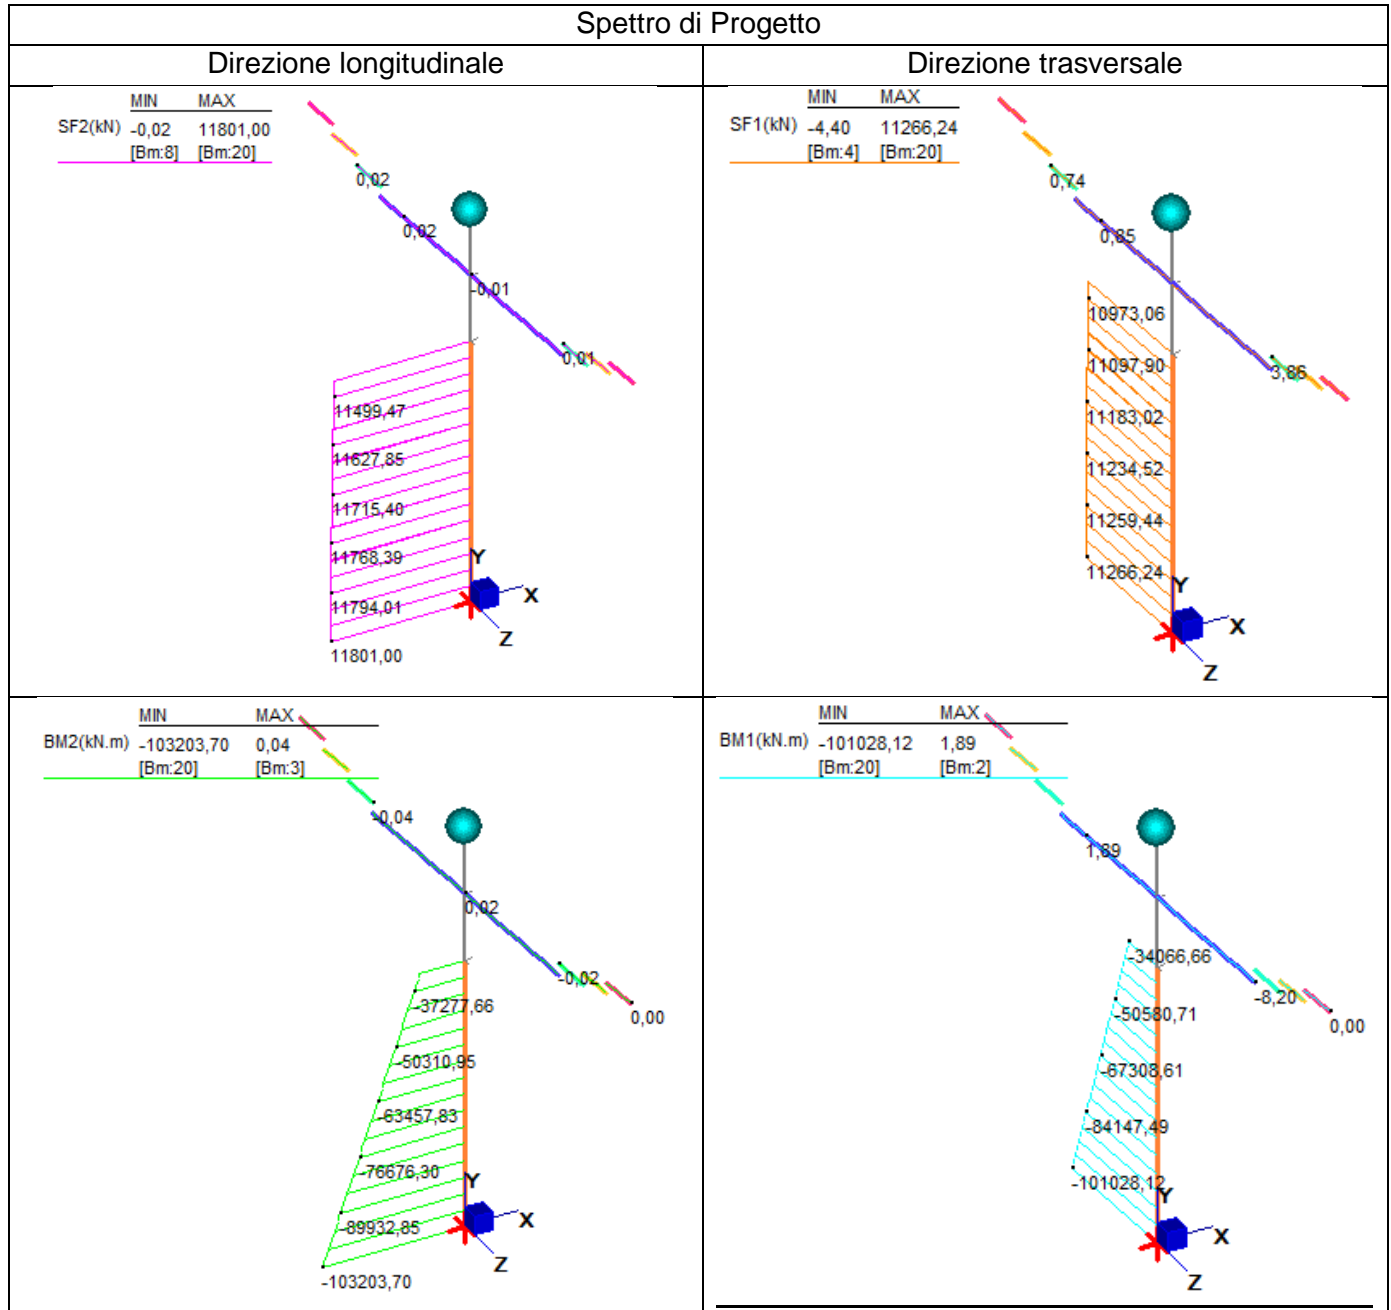 Spettro di Progetto
Direzione longitudinale
Direzione trasversale
MIN MAX
SF2(kN) -0,02 11801,00
[Bm:8] [Bm:20]
0,02
0,02
-0,01
0,01
11499,47
11627,85
11715,40
11768,39
11794,01
11801,00
Y
X
Z
MIN MAX
SF1(kN) -4,40 11266,24
[Bm:4] [Bm:20]
0,74
0,85
3,86
10973,06
11097,90
11183,02
11234,52
11259,44
11266,24
Y
X
Z
MIN MAX
BM2(kN.m) -103203,70 0,04
[Bm:20] [Bm:3]
-0,04
0,02
-0,02
0,00
-37277,66
-50310,95
-63457,83
-76676,30
-89932,85
-103203,70
Y
X
Z
MIN MAX
BM1(kN.m) -101028,12 1,89
[Bm:20] [Bm:2]
1,89
-8,20
0,00
-34066,66
-50580,71
-67308,61
-84147,49
-101028,12
Y
X
Z